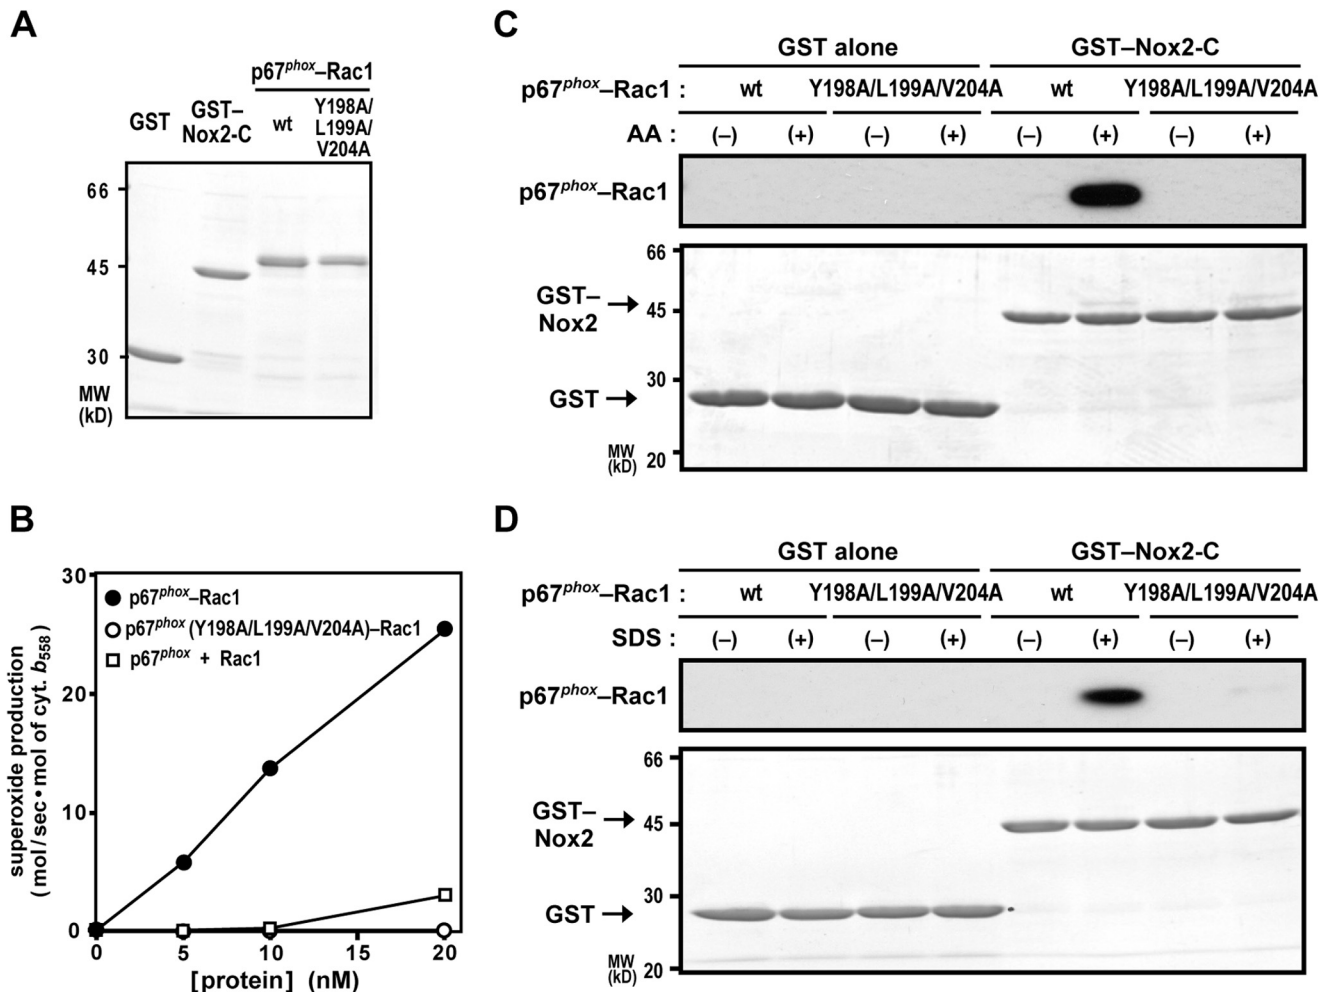 A
p67phox–Rac1
GST
GST–
Nox2-C
wt
Y198A/
L199A/
V204A
66
45
30
MW
(kD)
B
superoxide production
(mol/sec•mol of cyt. b558)
30
20
10
0
p67phox–Rac1
p67phox (Y198A/L199A/V204A)–Rac1
p67phox + Rac1
0 5 10 15 20
[protein] (nM)
C
GST alone GST–Nox2-C
p67phox–Rac1 : wt Y198A/L199A/V204A wt Y198A/L199A/V204A
AA : (–) (+) (–) (+) (–) (+) (–) (+)
p67phox–Rac1
66
GST–
Nox2
45
30
GST
MW
(kD)
20
D
GST alone GST–Nox2-C
p67phox–Rac1 : wt Y198A/L199A/V204A wt Y198A/L199A/V204A
SDS : (–) (+) (–) (+) (–) (+) (–) (+)
p67phox–Rac1
66
GST–
Nox2
45
30
GST
MW
(kD)
20